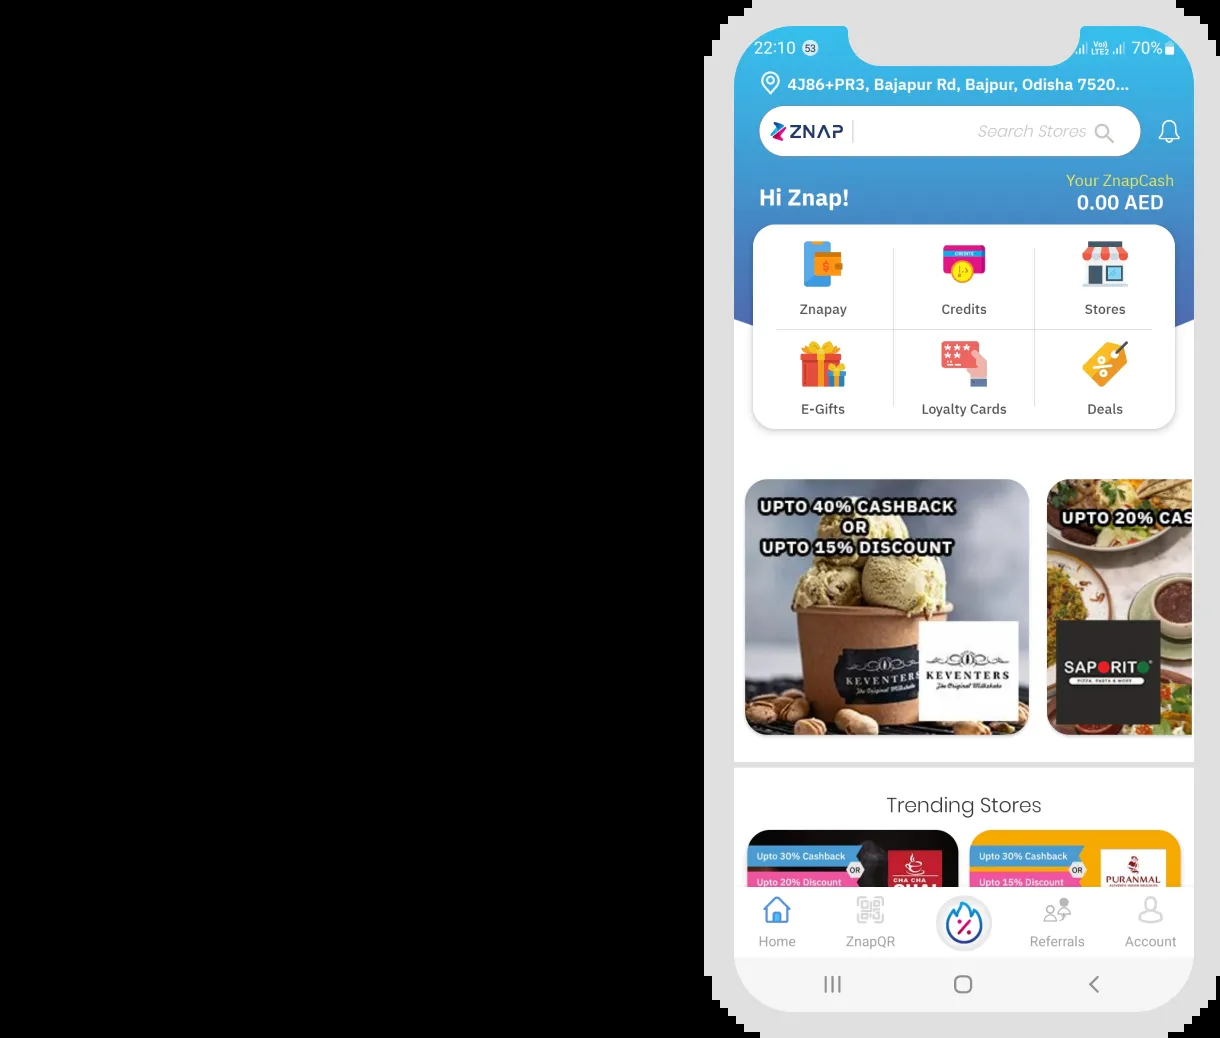 22:10 53 Vo) LTE2 70%
4J86+PR3, Bajapur Rd, Bajpur, Odisha 7520...
ZNAP Search Stores
Your ZnapCash
Hi Znap! 0.00 AED
CREDITS
Znapay Credits Stores
E-Gifts Loyalty Cards Deals
UPTO 40% CASHBACK
OR
UPTO 15% DISCOUNT
KEVENTERS
The Original Milkshake
KEVENTERS
The Original Milkshake
UPTO 20% CAS
SAPORITO
PIZZA, PASTA & MORE
Trending Stores
Upto 30% Cashback
OR
Upto 20% Discount
CHA CHA
CHAI
Upto 30% Cashback
OR
Upto 15% Discount
PURANMAL
Home ZnapQR Referrals Account